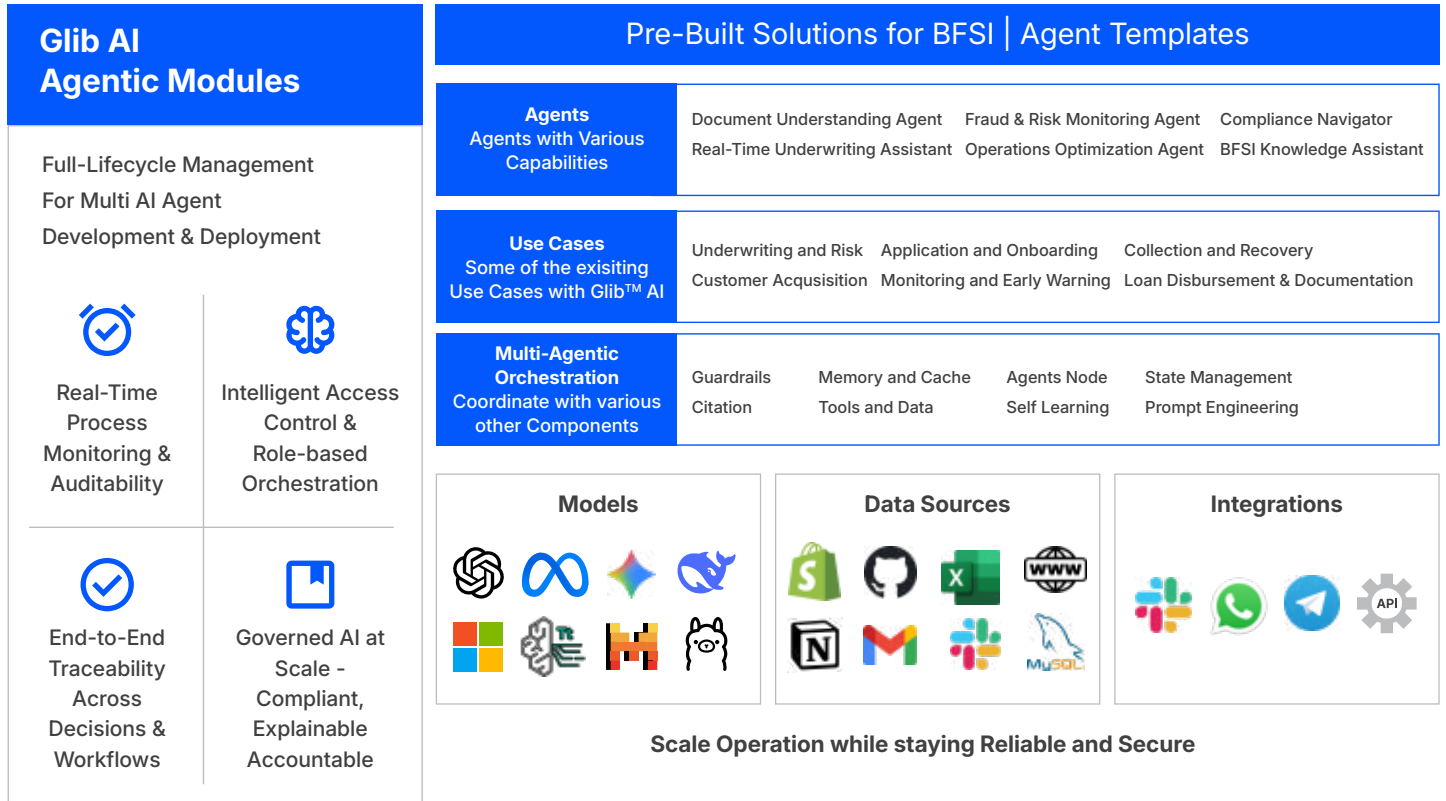 Glib AI
Agentic Modules
Full-Lifecycle Management
For Multi AI Agent
Development & Deployment
Real-Time
Process
Monitoring &
Auditability
Intelligent Access
Control &
Role-based
Orchestration
End-to-End
Traceability
Across
Decisions &
Workflows
Governed AI at
Scale -
Compliant,
Explainable
Accountable
Pre-Built Solutions for BFSI | Agent Templates
Agents
Agents with Various
Capabilities
Document Understanding Agent Fraud & Risk Monitoring Agent Compliance Navigator
Real-Time Underwriting Assistant Operations Optimization Agent BFSI Knowledge Assistant
Use Cases
Some of the exisiting
Use Cases with Glib™ AI
Underwriting and Risk Application and Onboarding Collection and Recovery
Customer Acqusisition Monitoring and Early Warning Loan Disbursement & Documentation
Multi-Agentic
Orchestration
Coordinate with various
other Components
Guardrails Memory and Cache Agents Node State Management
Citation Tools and Data Self Learning Prompt Engineering
Models
Data Sources
WWW
MySQL
Integrations
API
Scale Operation while staying Reliable and Secure